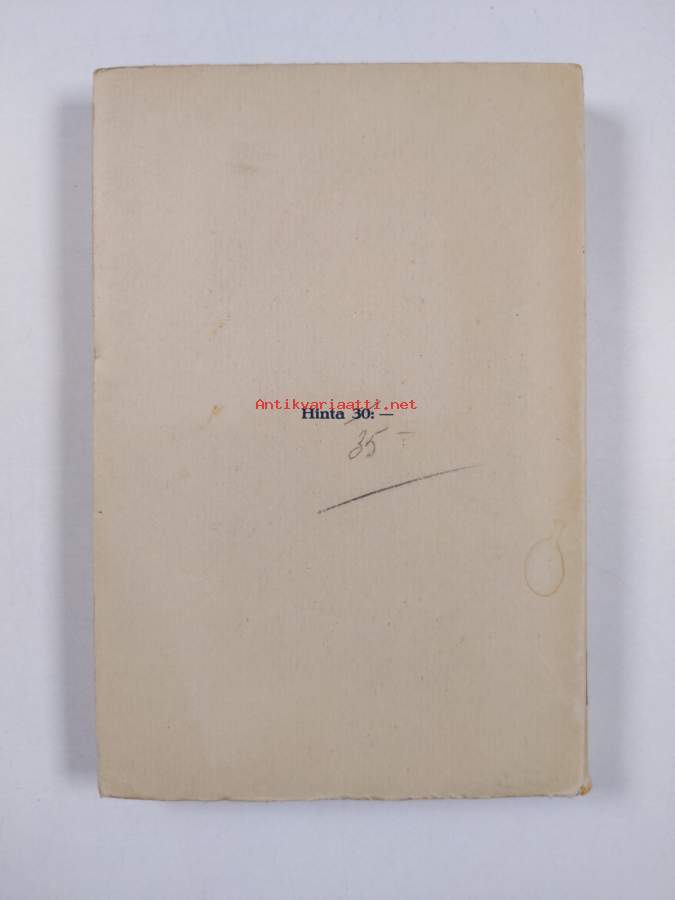 Antikvariaatti.net
Hinta 30: —
35 :-